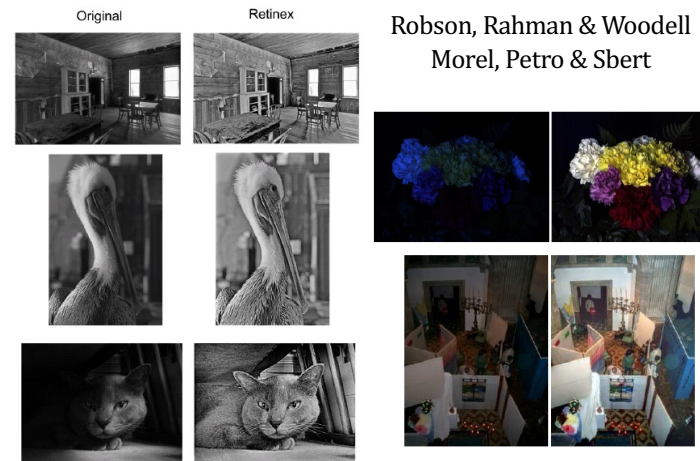 Original
Retinex
Robson, Rahman & Woodell
Morel, Petro & Sbert